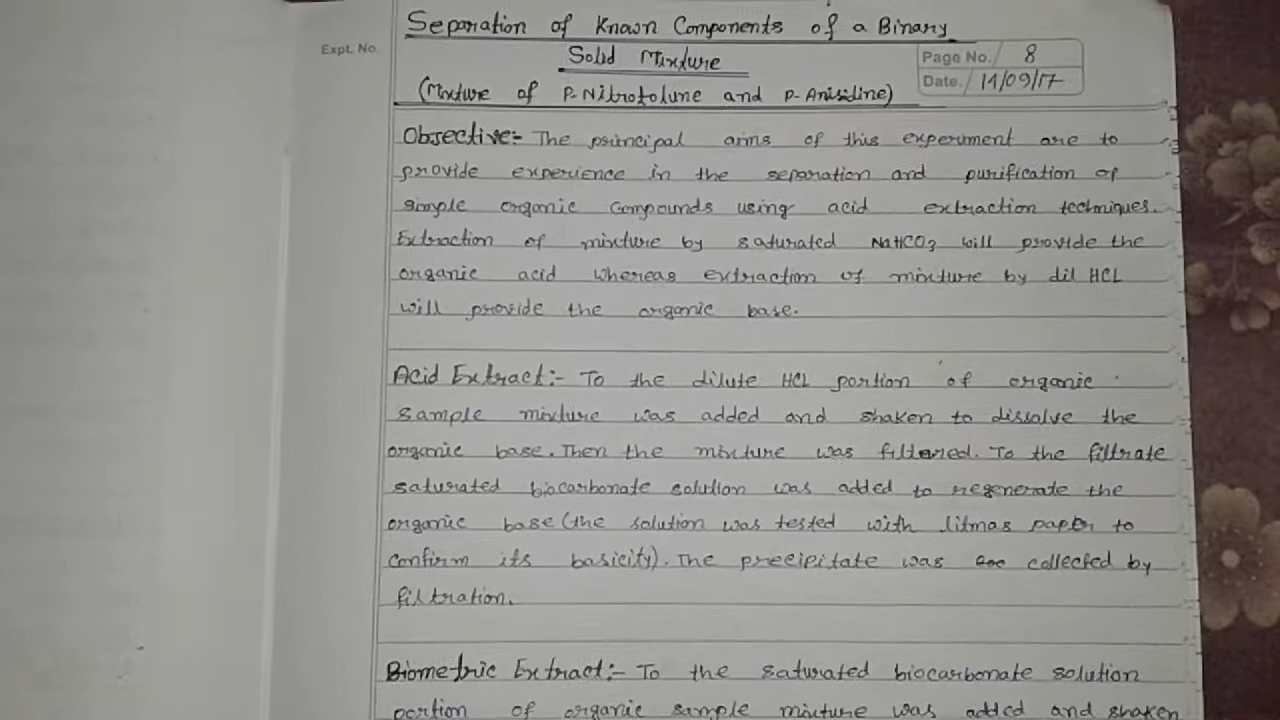 Separation of Known Components of a Binary
Expt. No.
Solid Mixture
Page No. 8
Date. 14/09/17
(Mixture of P-Nitrotolune and P-Anisidine)
Objective:- The principal aims of this experiment are to
provide experience in the separation and purification of
simple organic compounds using acid extraction techniques.
Extraction of mixture by saturated NaHCO3 will provide the
organic acid whereas extraction of mixture by dil HCL
will provide the organic base.
Acid Extract:- To the dilute HCL portion of organic
sample mixture was added and shaken to dissolve the
organic base. Then the mixture was filtered. To the filtrate
saturated biocarbonate solution was added to regenerate the
organic base (the solution was tested with litmas paper to
confirm its basicity). The precipitate was collected by
filtration.
Biometric Extract:- To the saturated biocarbonate solution
portion of organic sample mixture was added and shaken